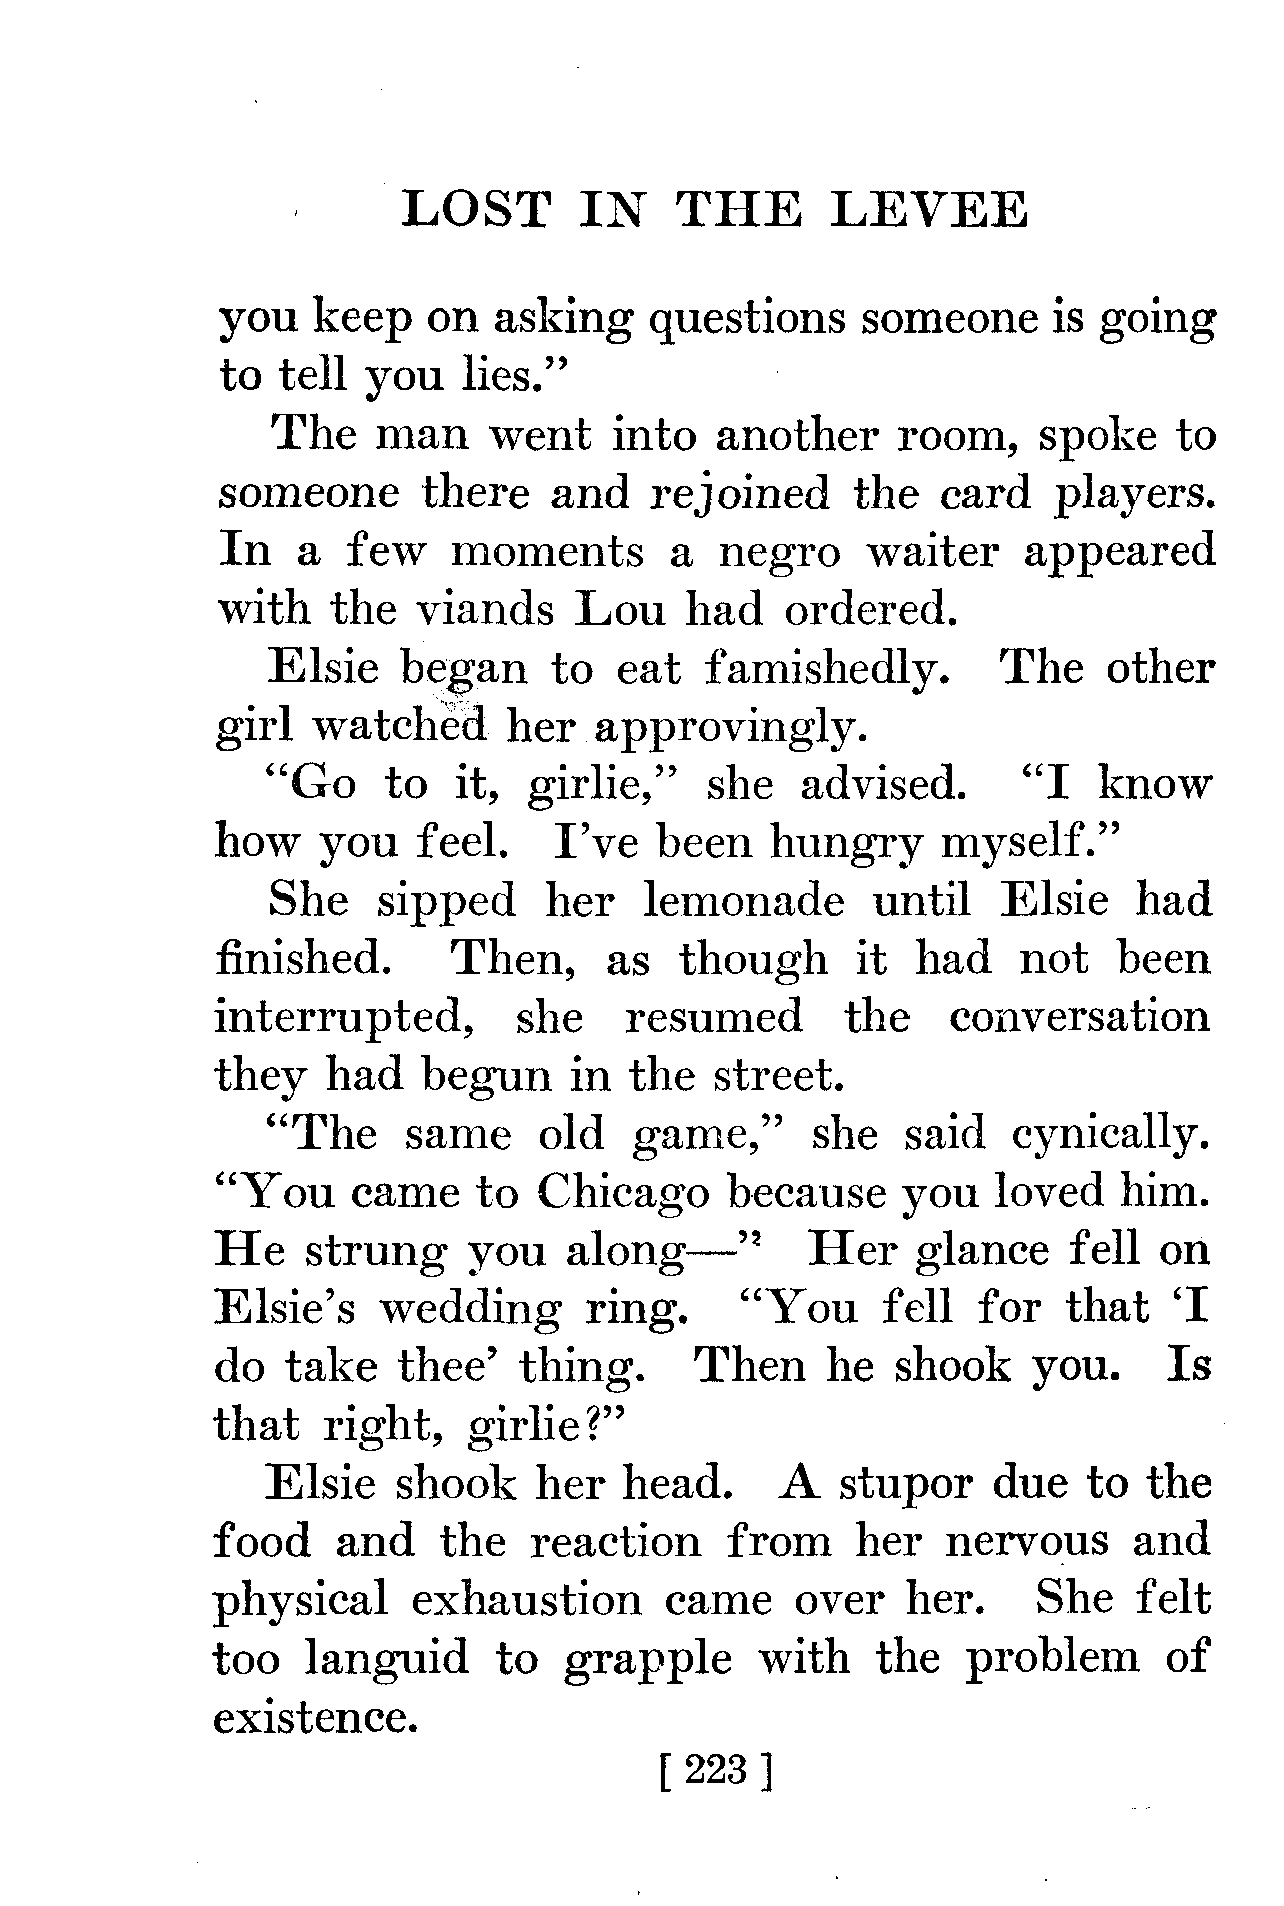 LOST IN THE LEVEE
you keep on asking questions someone is going
to tell you lies.”
The man went into another room, spoke to
someone there and rejoined the card players.
In a few moments a negro waiter appeared
with the viands Lou had ordered.
Elsie began to eat famishedly. The other
girl watched her approvingly.
“Go to it, girlie,” she advised. “I know
how you feel. I’ve been hungry myself.”
She sipped her lemonade until Elsie had
finished. Then, as though it had not been
interrupted, she resumed the conversation
they had begun in the street.
“The same old game,” she said cynically.
“You came to Chicago because you loved him.
He strung you along—” Her glance fell on
Elsie’s wedding ring. “You fell for that ‘I
do take thee’ thing. Then he shook you. Is
that right, girlie?”
Elsie shook her head. A stupor due to the
food and the reaction from her nervous and
physical exhaustion came over her. She felt
too languid to grapple with the problem of
existence.
[ 223 ]